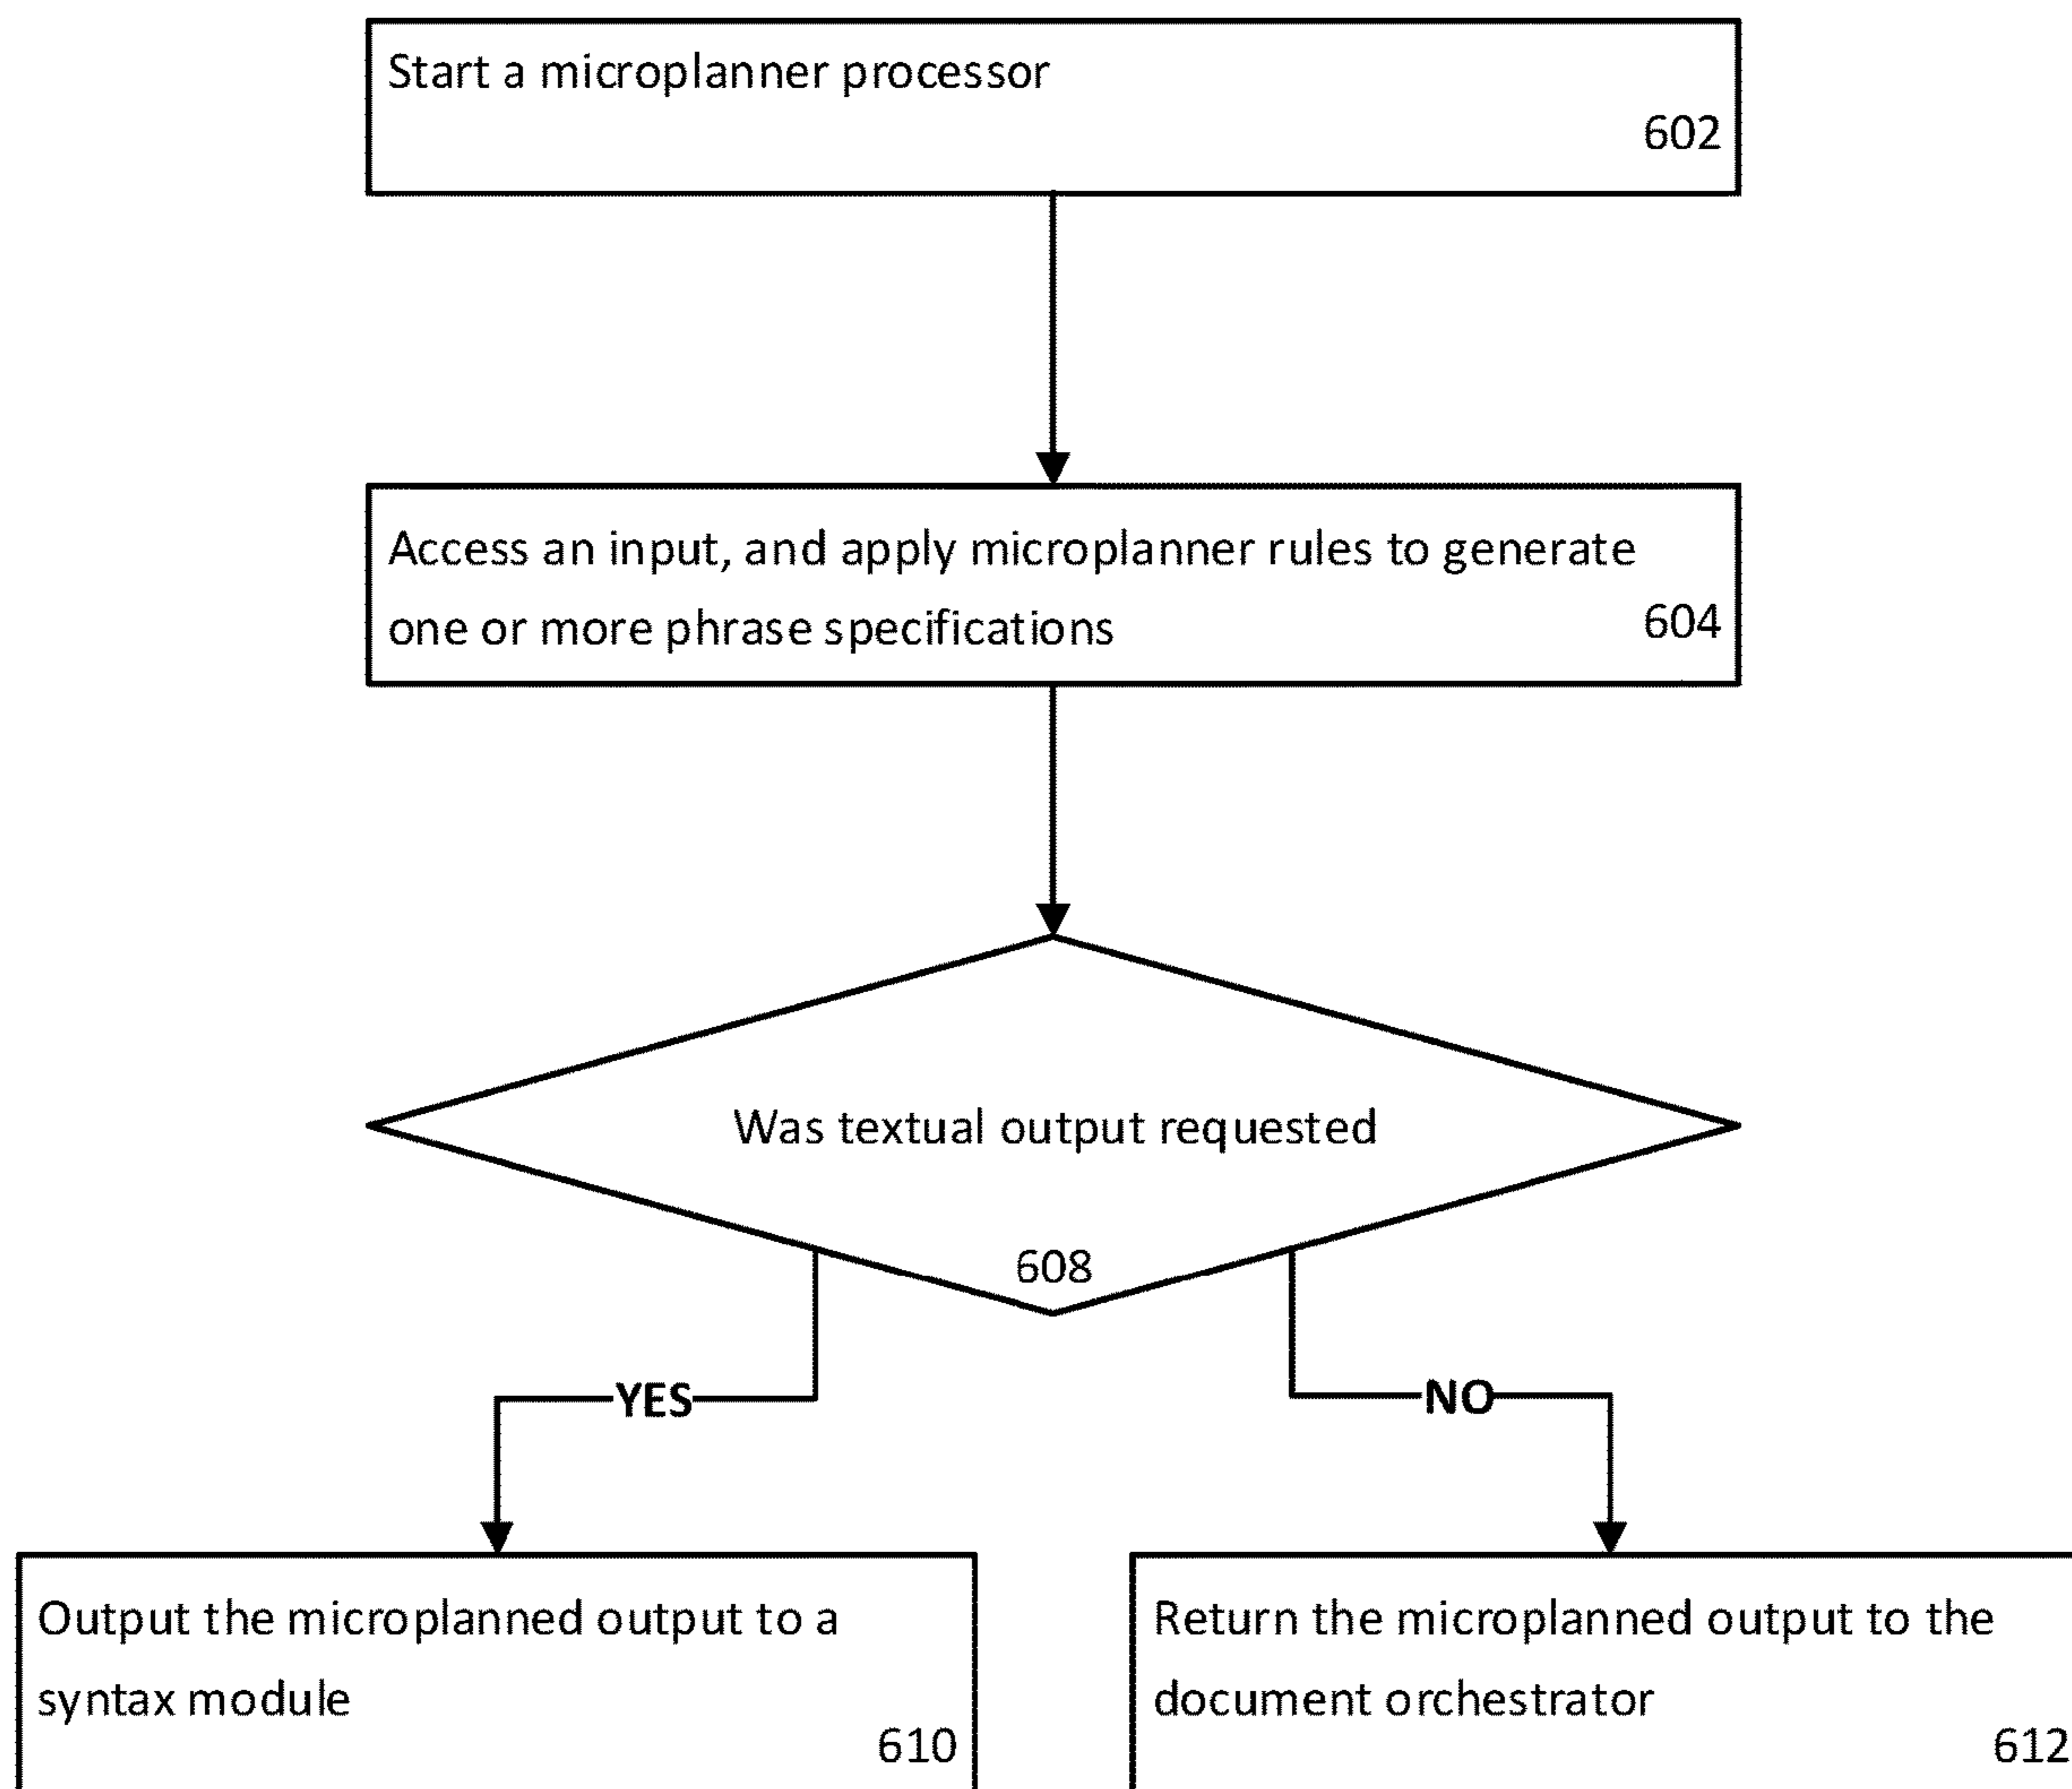 Start a microplanner processor
602
Access an input, and apply microplanner rules to generate
one or more phrase specifications
604
Was textual output requested
608
YES
NO
Output the microplanned output to a
syntax module
610
Return the microplanned output to the
document orchestrator
612